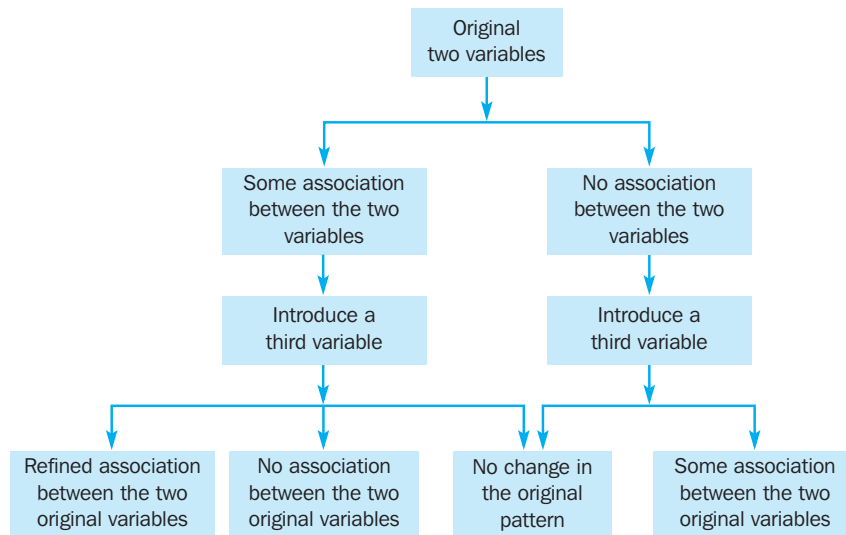 Original
two variables
Some association
between the two
variables
No association
between the two
variables
Introduce a
third variable
Introduce a
third variable
Refined association
between the two
original variables
No association
between the two
original variables
No change in
the original
pattern
Some association
between the two
original variables